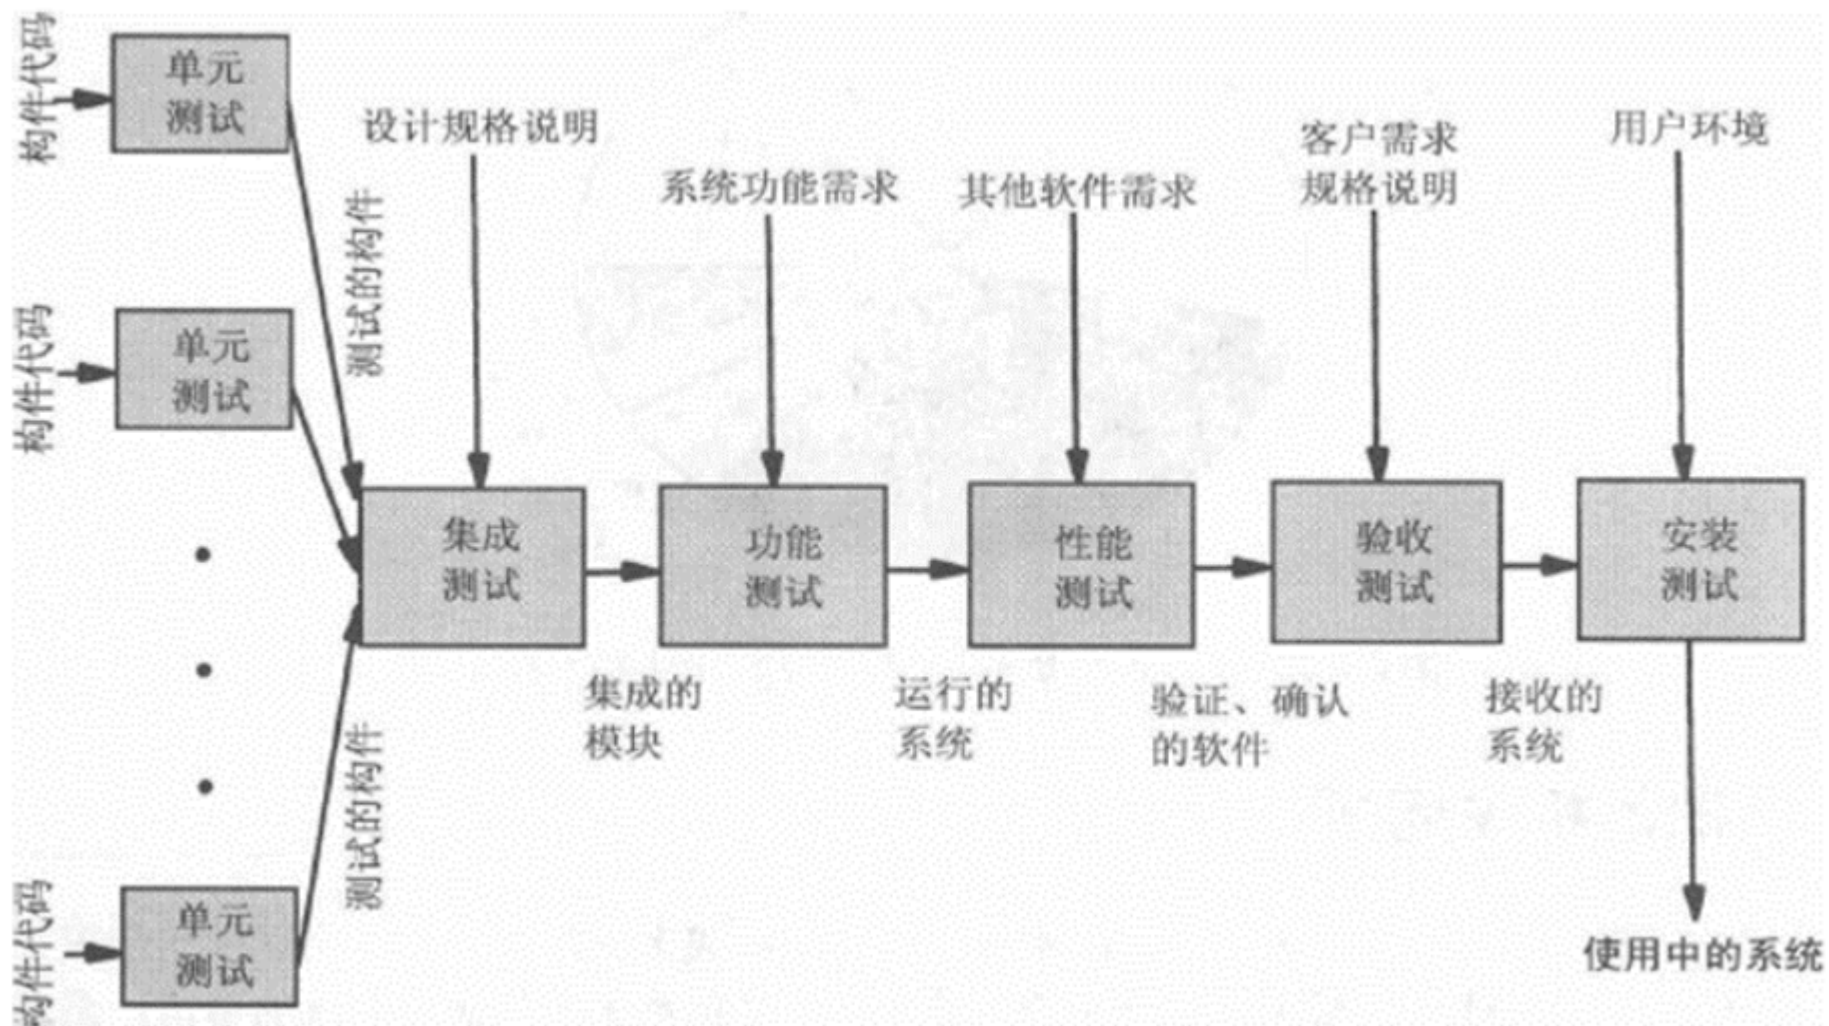 构件代码
单元
测试
设计规格说明
系统功能需求
其他软件需求
客户需求
规格说明
用户环境
测试的构件
构件代码
单元
测试
集成
测试
功能
测试
性能
测试
验收
测试
安装
测试
集成的
模块
运行的
系统
验证、确认
的软件
接收的
系统
测试的构件
构件代码
单元
测试
使用中的系统